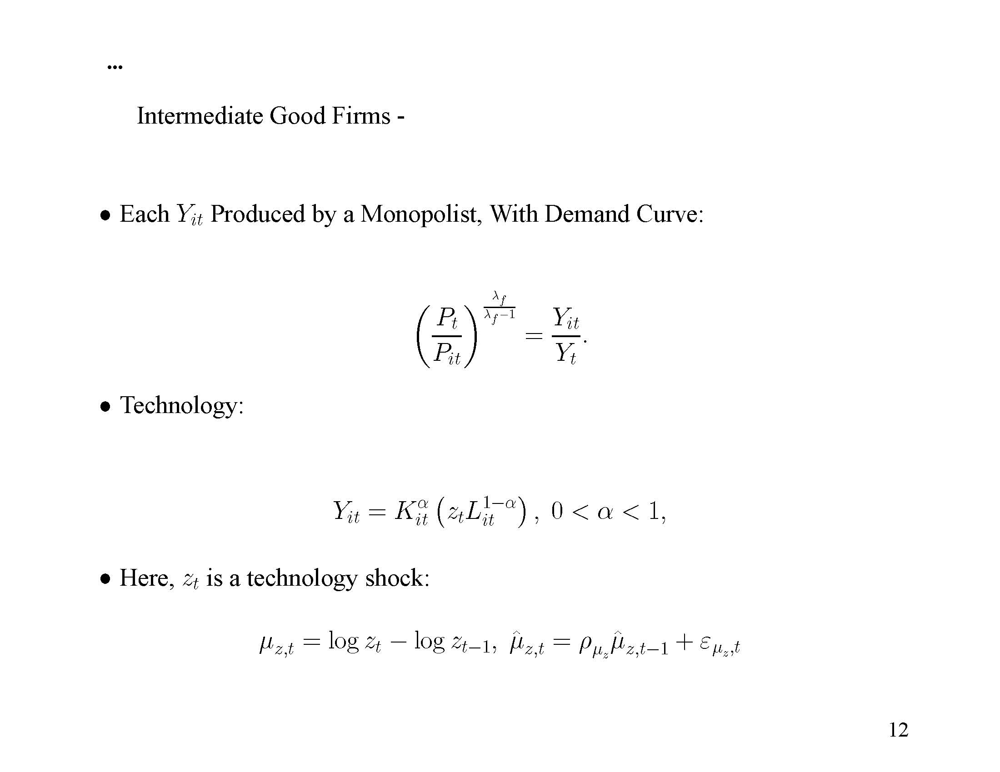 ...
Intermediate Good Firms -
• Each $Y_{it}$ Produced by a Monopolist, With Demand Curve:
$\left(\frac{P_t}{P_{it}}\right)^{\frac{\lambda_f}{\lambda_f-1}} = \frac{Y_{it}}{Y_t}.$
• Technology:
$Y_{it} = K_{it}^{\alpha}\left(z_t L_{it}^{1-\alpha}\right),\ 0 < \alpha < 1,$
• Here, $z_t$ is a technology shock:
$\mu_{z,t} = \log z_t - \log z_{t-1},\ \hat{\mu}_{z,t} = \rho_{\mu_z}\hat{\mu}_{z,t-1} + \varepsilon_{\mu_z,t}$
12